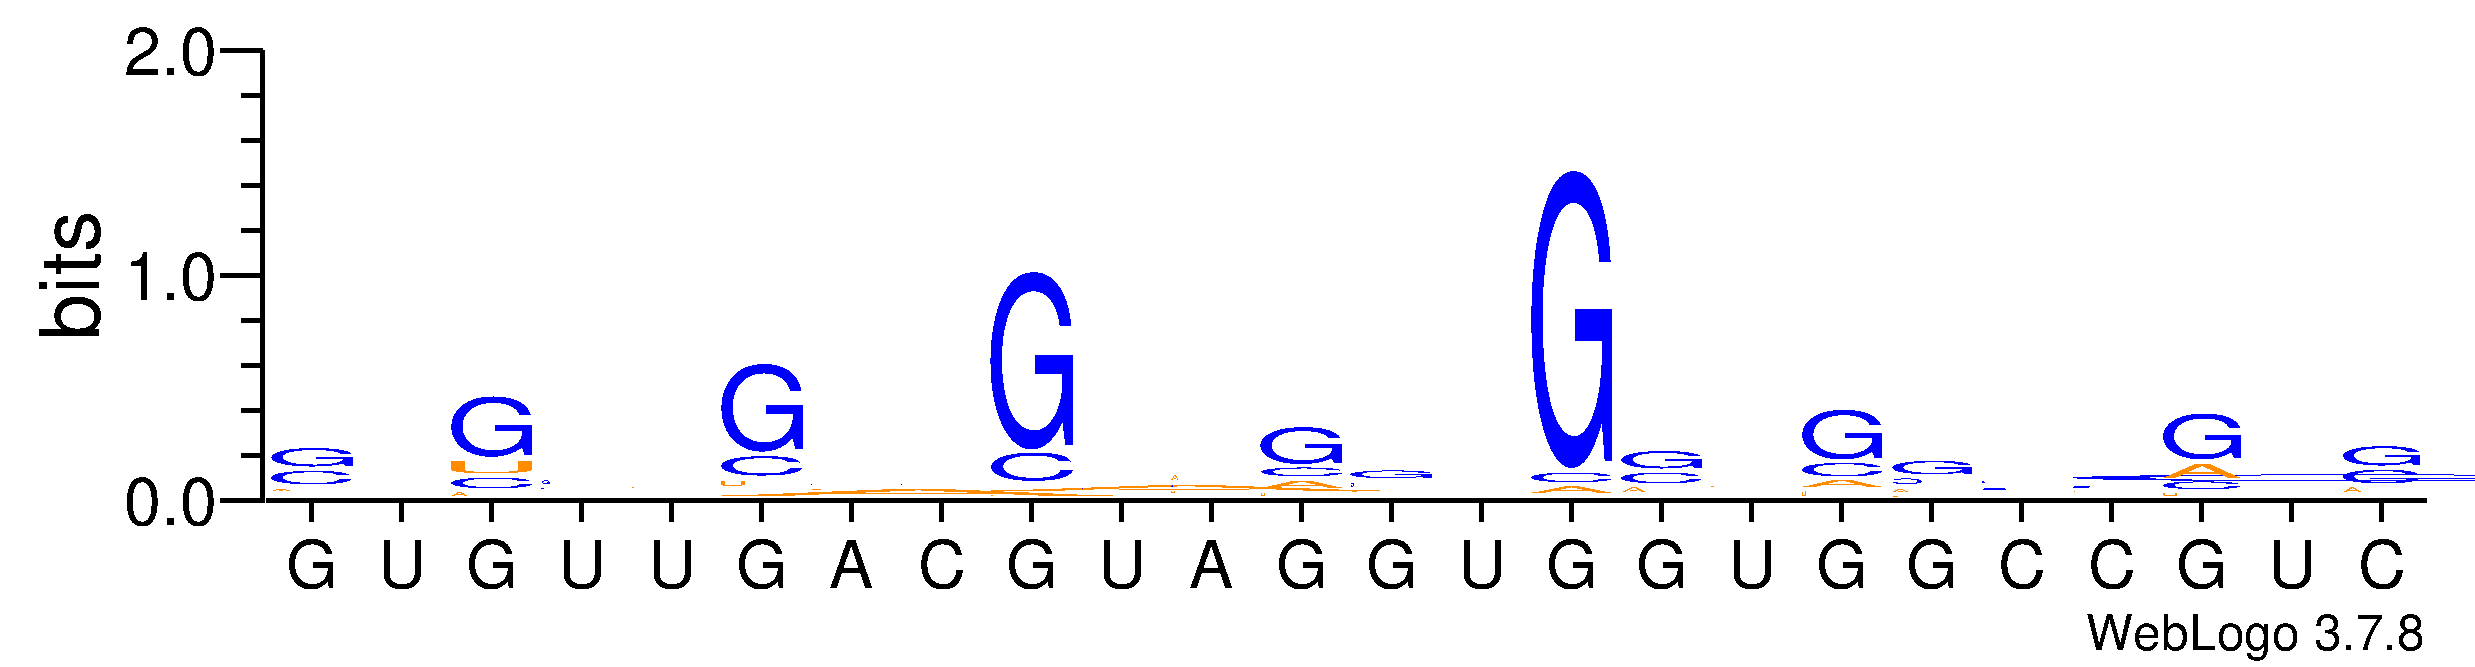 2.0
1.0
0.0
bits
G U G U U G A C G U A G G U G G U G G C C G U C
WebLogo 3.7.8